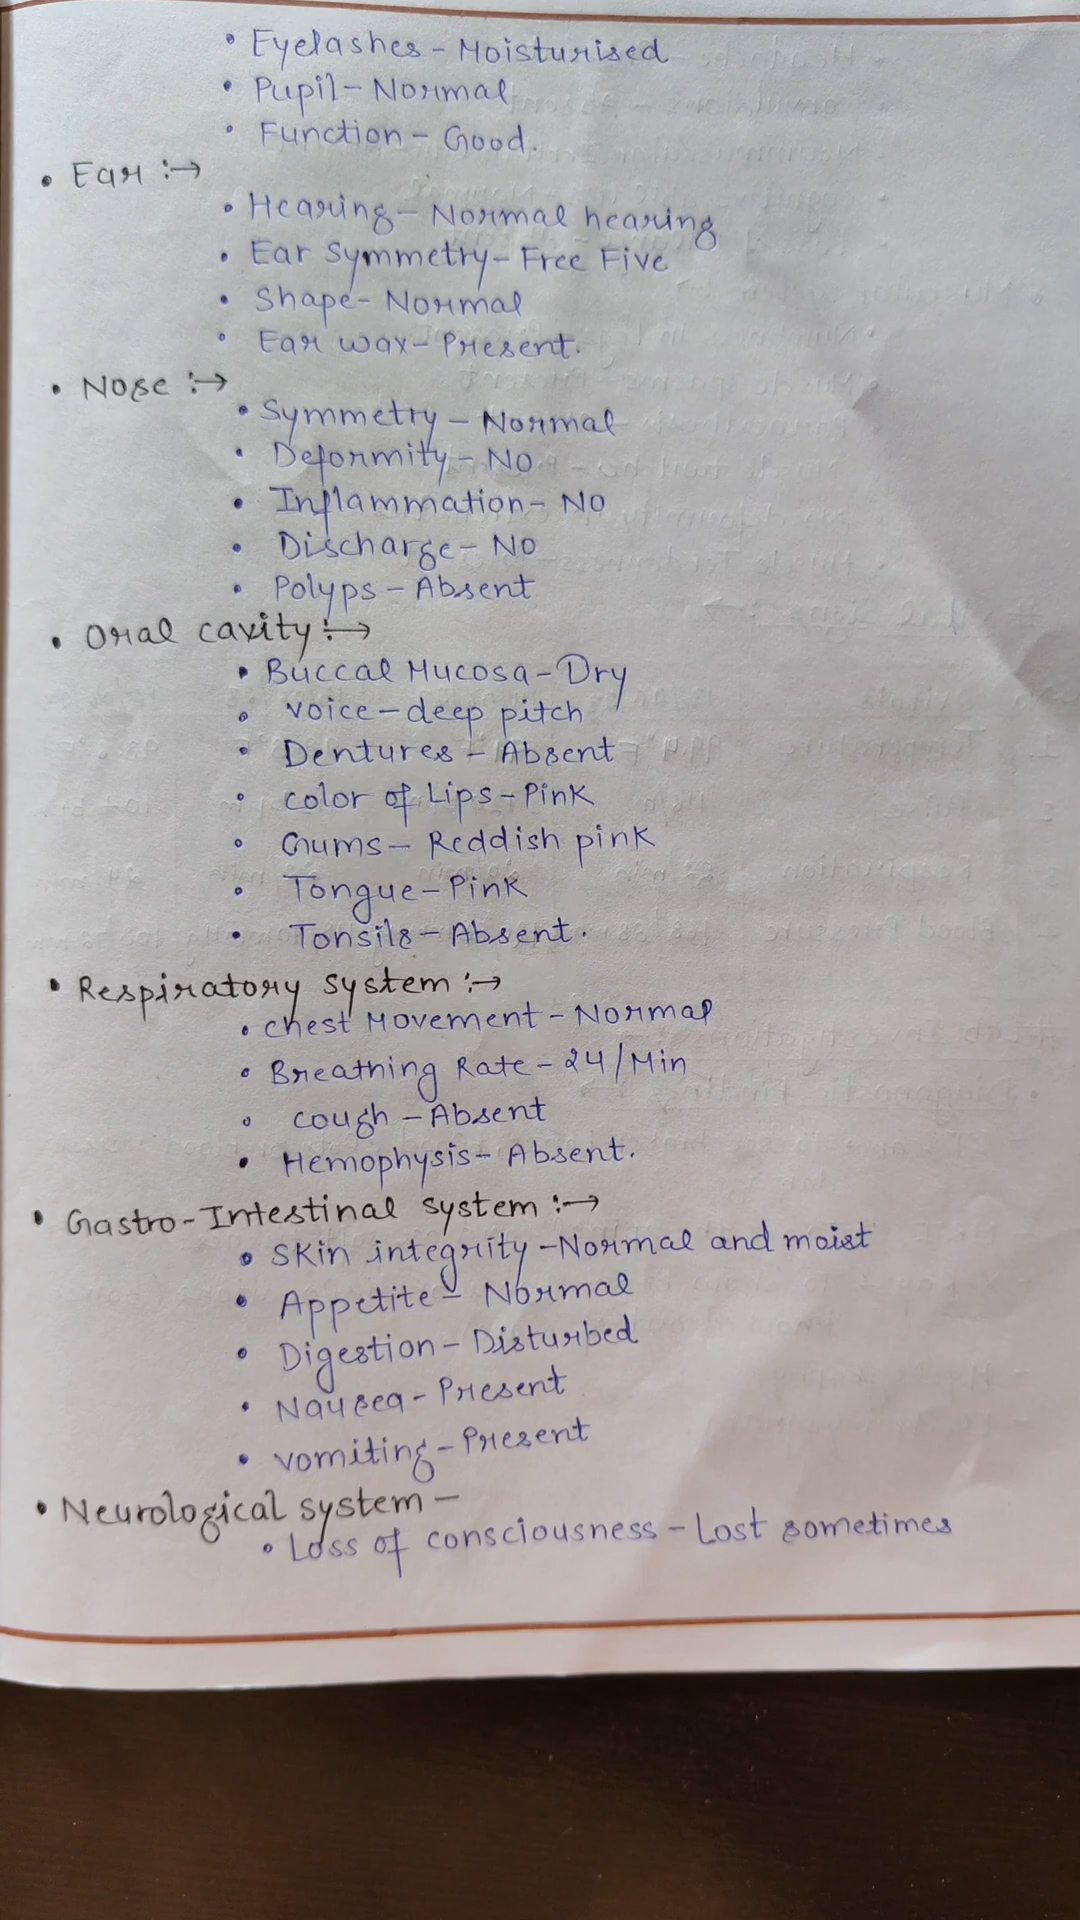 • Eyelashes - Moisturised
• Pupil - Normal
• Function - Good.
• Ear :→
• Hearing - Normal hearing
• Ear Symmetry - Free Five
• Shape - Normal
• Ear wax - Present.
• Nose :→
• Symmetry - Normal
• Deformity - NO
• Inflammation - NO
• Discharge - NO
• Polyps - Absent
• Oral cavity :→
• Buccal Mucosa - Dry
• voice - deep pitch
• Dentures - Absent
• color of Lips - Pink
• Gums - Reddish pink
• Tongue - Pink
• Tonsils - Absent.
• Respiratory system :→
• chest Movement - Normal
• Breathing Rate - 24/Min
• cough - Absent
• Hemophysis - Absent.
• Gastro-Intestinal system :→
• Skin integrity - Normal and moist
• Appetite - Normal
• Digestion - Disturbed
• Nausea - Present
• vomiting - Present
• Neurological system -
• Loss of consciousness - Lost sometimes